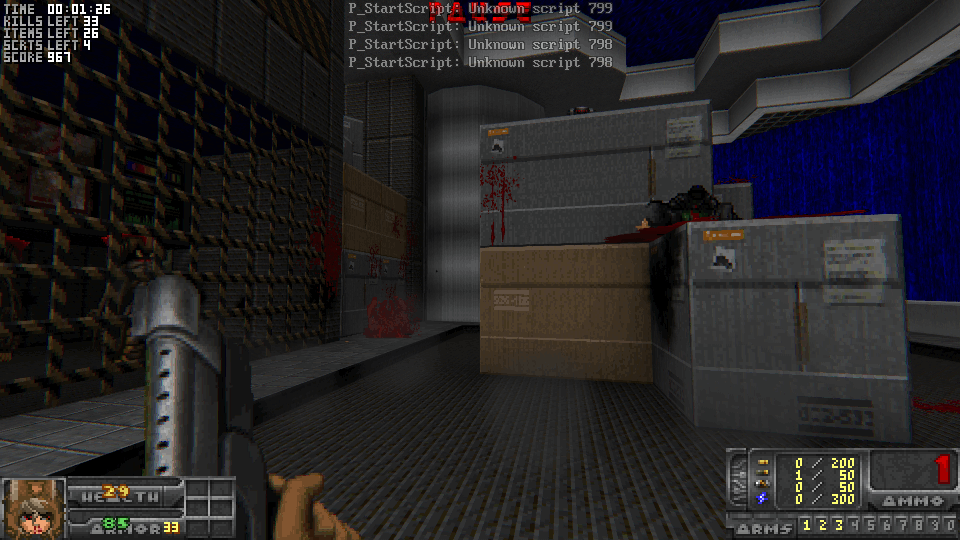 TIME 00:01:26
KILLS LEFT 33
ITEMS LEFT 26
SCRTS LEFT 4
SCORE 967
PAUSE
P_StartScript: Unknown script 799
P_StartScript: Unknown script 799
P_StartScript: Unknown script 798
P_StartScript: Unknown script 798
HEALTH 29
ARMOR 85 33
0 / 200
1 / 50
0 / 50
0 / 300
1
AMMO
ARMS 1 2 3 4 5 6 7 8 9 0